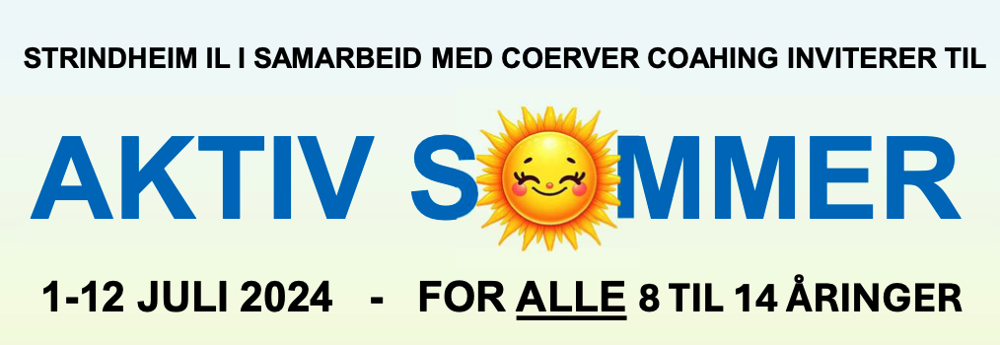 STRINDHEIM IL I SAMARBEID MED COERVER COAHING INVITERER TIL
AKTIV SOMMER
1-12 JULI 2024 - FOR ALLE 8 TIL 14 ÅRINGER